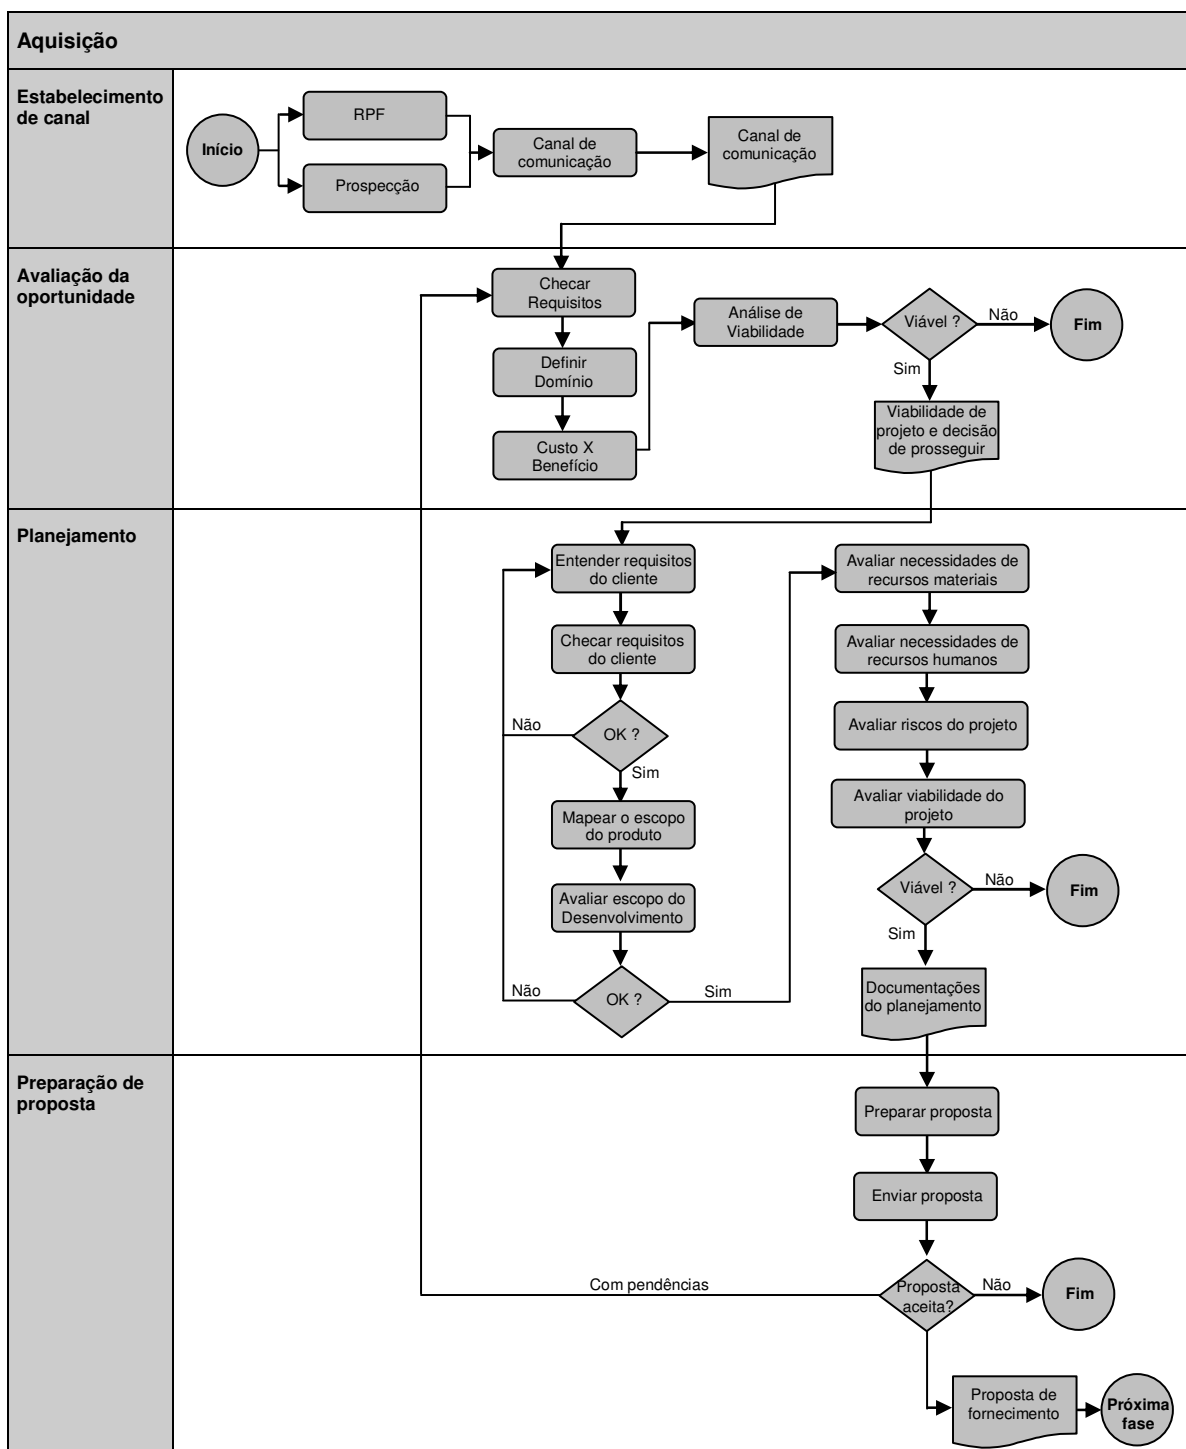 Aquisição
Estabelecimento
de canal
Início
RPF
Prospecção
Canal de
comunicação
Canal de
comunicação
Avaliação da
oportunidade
Checar
Requisitos
Definir
Domínio
Custo X
Benefício
Análise de
Viabilidade
Viável ?
Não
Fim
Sim
Viabilidade de
projeto e decisão
de prosseguir
Planejamento
Entender requisitos
do cliente
Checar requisitos
do cliente
Não
OK ?
Sim
Mapear o escopo
do produto
Avaliar escopo do
Desenvolvimento
Não
OK ?
Sim
Avaliar necessidades de
recursos materiais
Avaliar necessidades de
recursos humanos
Avaliar riscos do projeto
Avaliar viabilidade do
projeto
Viável ?
Não
Fim
Sim
Documentações
do planejamento
Preparação de
proposta
Preparar proposta
Enviar proposta
Com pendências
Proposta
aceita?
Não
Fim
Proposta de
fornecimento
Próxima
fase